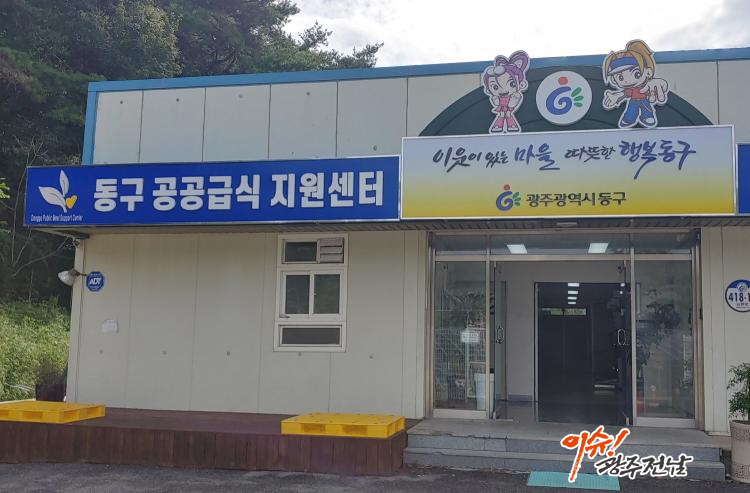 이웃이 있는 마을 따뜻한 행복동구
광주광역시 동구
동구 공공급식 지원센터
Donggu Public Meal Support Center
ADT
418-1
이슈!
광주전남